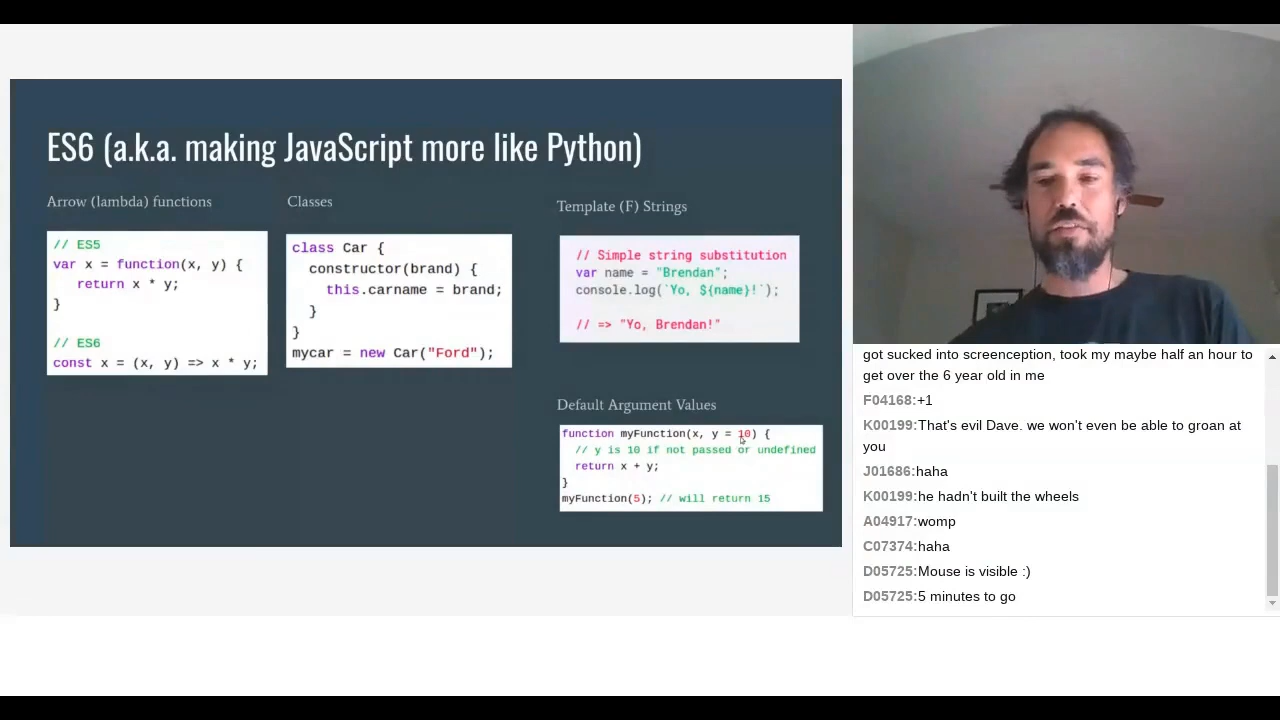 ES6 (a.k.a. making JavaScript more like Python)
Arrow (lambda) functions
// ES5
var x = function(x, y) {
return x * y;
}
// ES6
const x = (x, y) => x * y;
Classes
class Car {
constructor(brand) {
this.carname = brand;
}
}
mycar = new Car("Ford");
Template (F) Strings
// Simple string substitution
var name = "Brendan";
console.log(`Yo, ${name}!`);
// => "Yo, Brendan!"
Default Argument Values
function myFunction(x, y = 10) {
// y is 10 if not passed or undefined
return x + y;
}
myFunction(5); // will return 15
got sucked into screenception, took my maybe half an hour to
get over the 6 year old in me
F04168:+1
K00199:That's evil Dave. we won't even be able to groan at
you
J01686:haha
K00199:he hadn't built the wheels
A04917:womp
C07374:haha
D05725:Mouse is visible :)
D05725:5 minutes to go